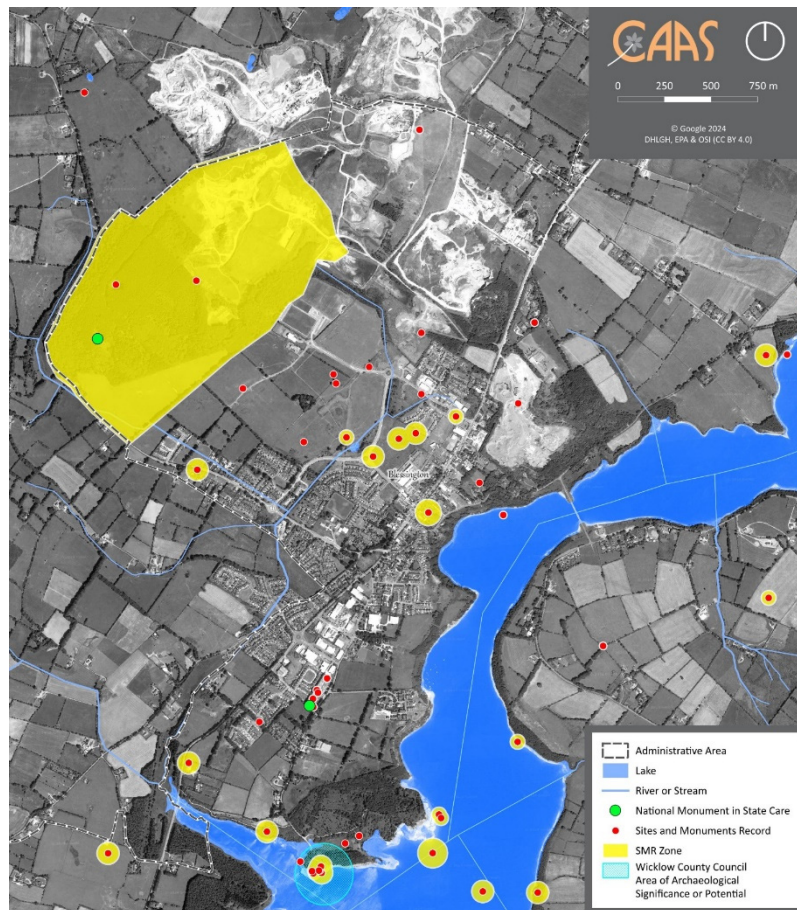 CAAS
0 250 500 750 m
© Google 2024
DHLGH, EPA & OSI (CC BY 4.0)
Blessington
Administrative Area
Lake
River or Stream
National Monument in State Care
Sites and Monuments Record
SMR Zone
Wicklow County Council
Area of Archaeological
Significance or Potential